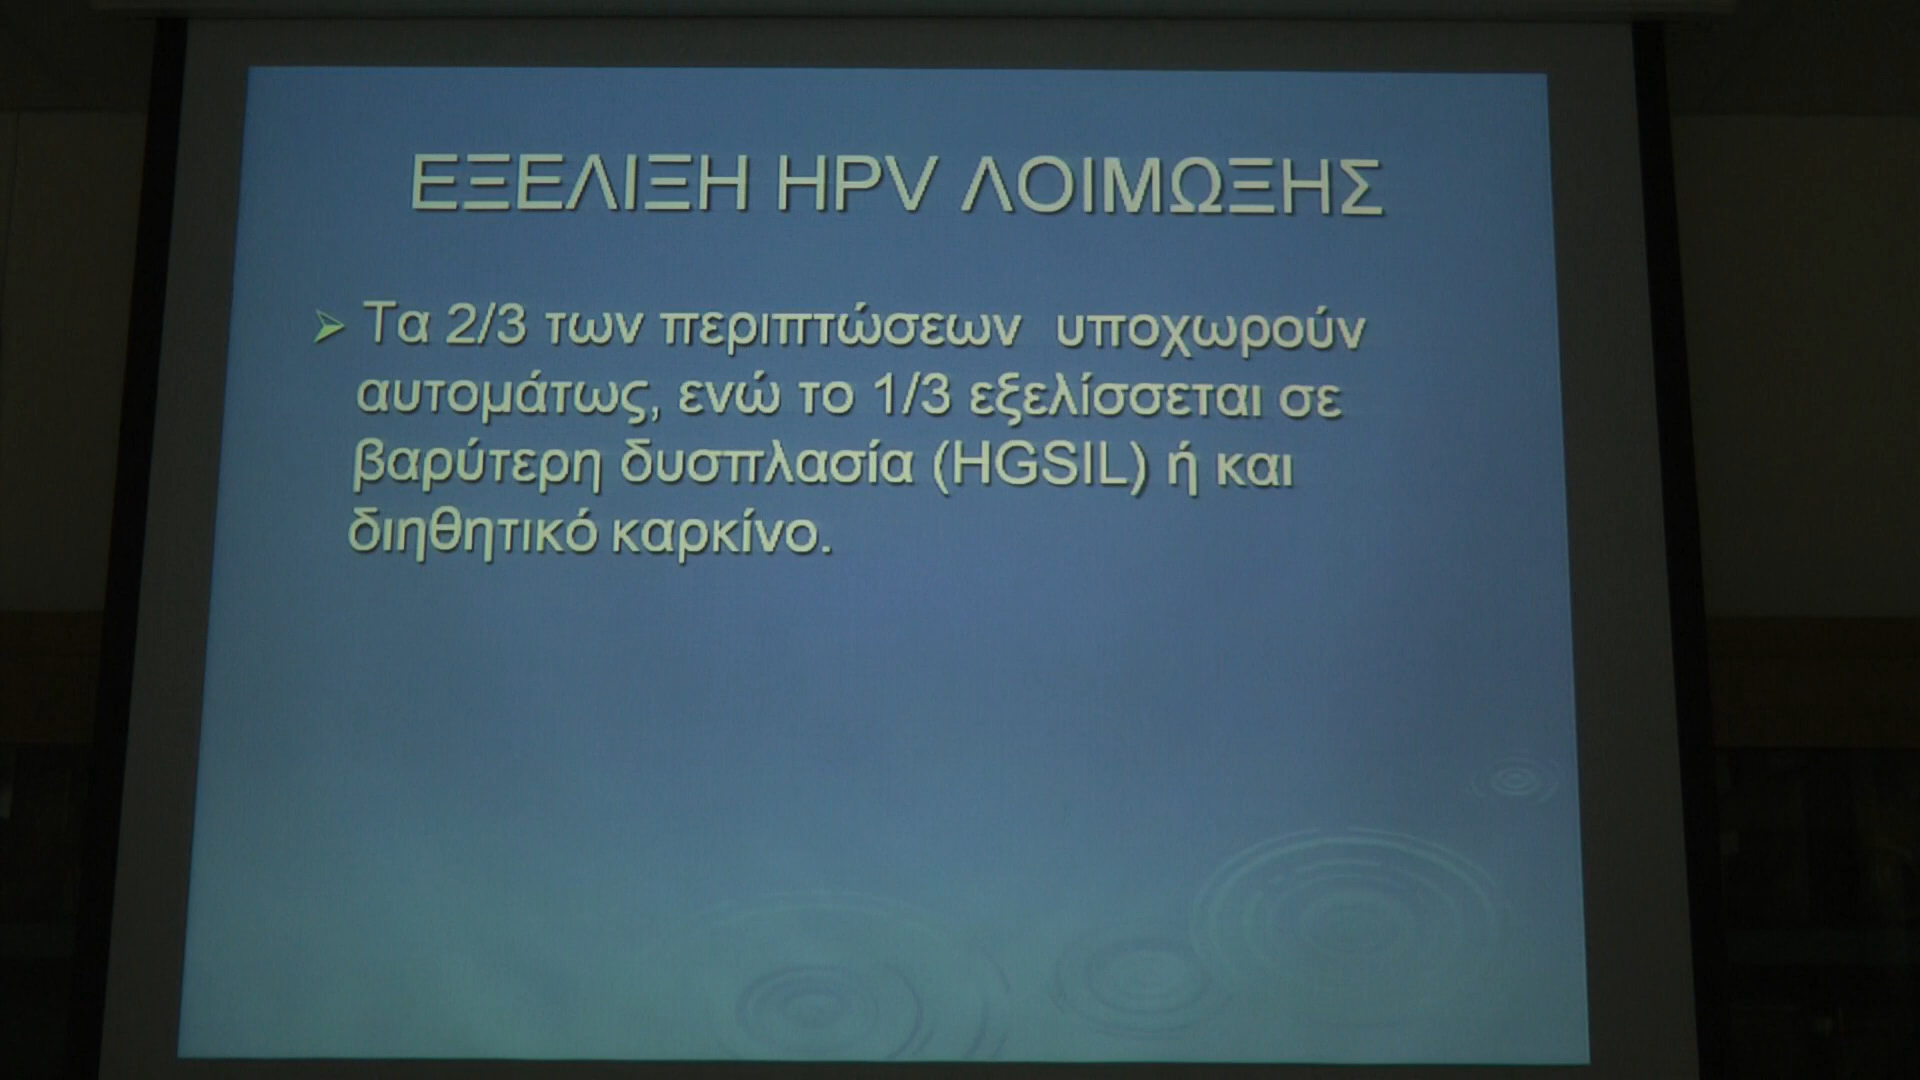 ΕΞΕΛΙΞΗ HPV ΛΟΙΜΩΞΗΣ
Τα 2/3 των περιπτώσεων υποχωρούν
αυτομάτως, ενώ το 1/3 εξελίσσεται σε
βαρύτερη δυσπλασία (HGSIL) ή και
διηθητικό καρκίνο.